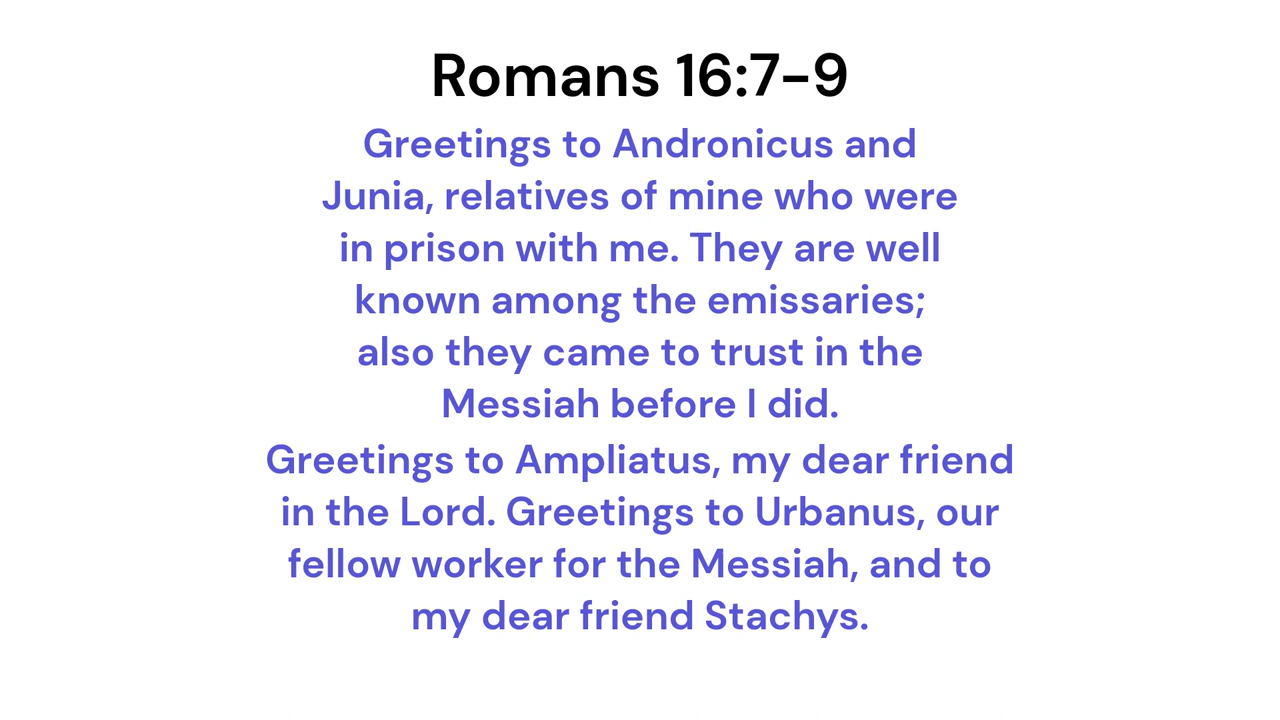 Romans 16:7–9
Greetings to Andronicus and
Junia, relatives of mine who were
in prison with me. They are well
known among the emissaries;
also they came to trust in the
Messiah before I did.
Greetings to Ampliatus, my dear friend
in the Lord. Greetings to Urbanus, our
fellow worker for the Messiah, and to
my dear friend Stachys.